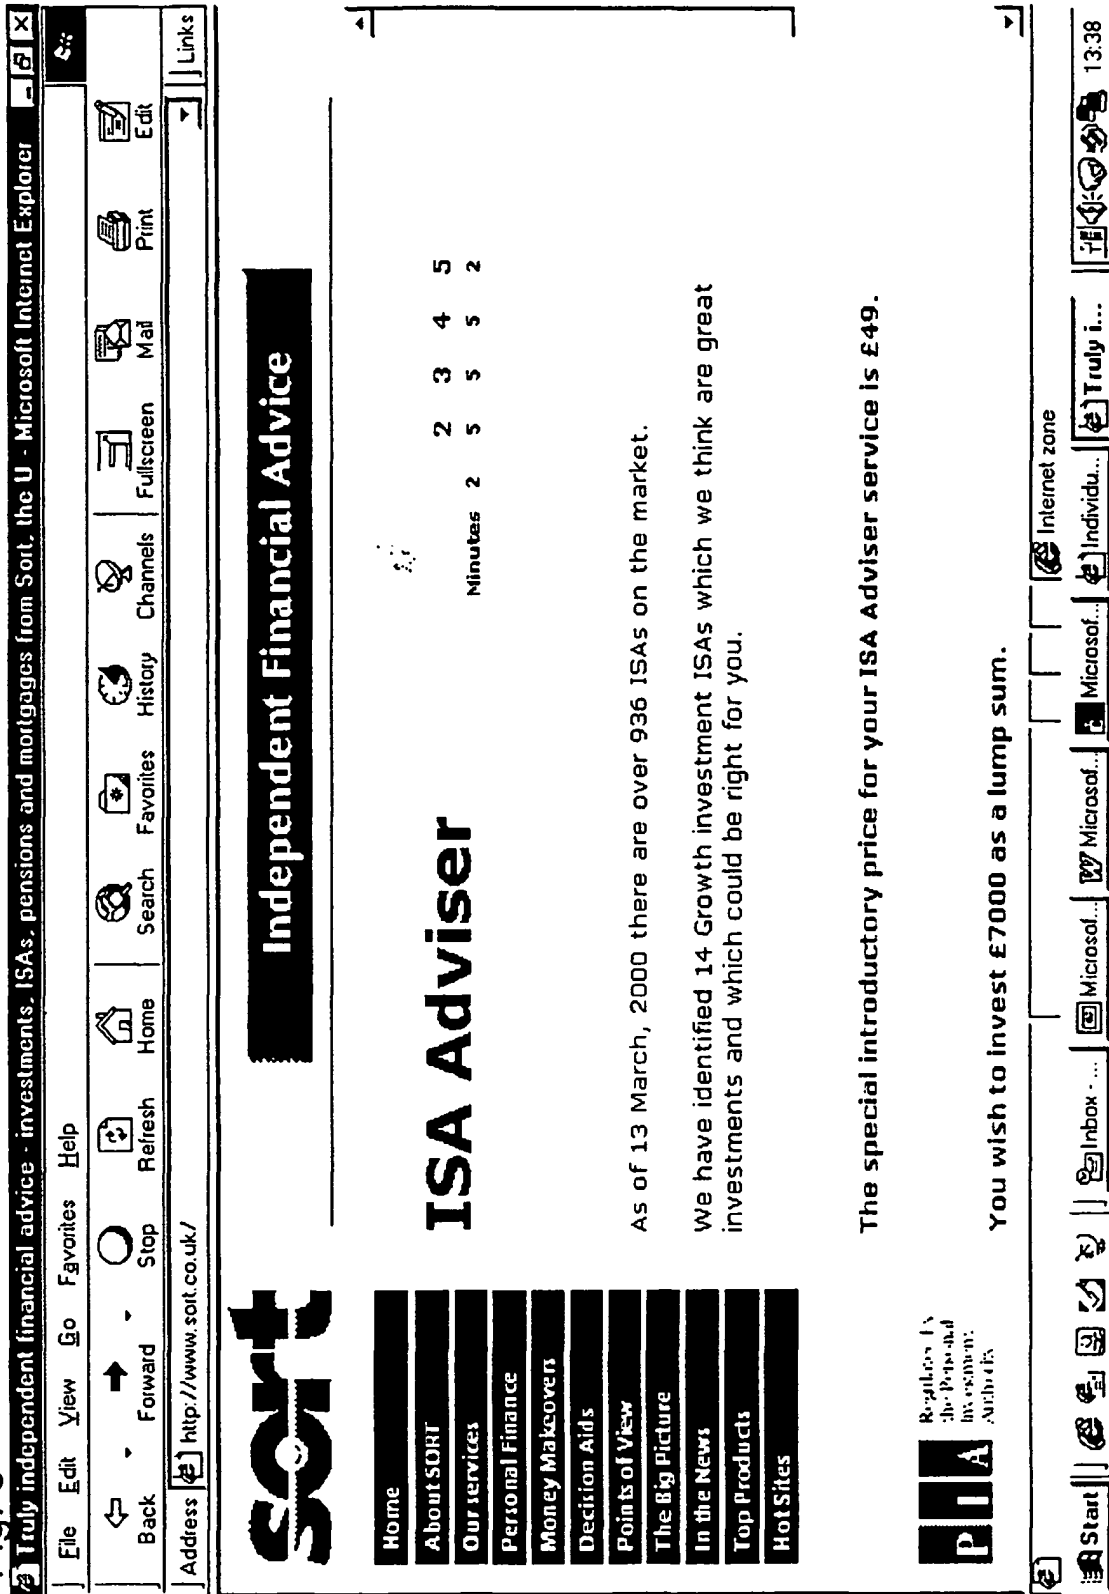 Truly independent financial advice - investments, ISAs, pensions and mortgages from Sort, the U - Microsoft Internet Explorer
File Edit View Go Favorites Help
Back Forward Stop Refresh Home Search Favorites History Channels Fullscreen Mail Print Edit
Address http://www.sort.co.uk/ Links
sort
Independent Financial Advice
Home
About SORT
Our services
Personal Finance
Money Makeovers
Decision Aids
Points of View
The Big Picture
In the News
Top Products
Hot Sites
PIA
Regulated by
the Personal
Investment
Authority
ISA Adviser
2 3 4 5
Minutes 2 5 5 5 2
As of 13 March, 2000 there are over 936 ISAs on the market.
We have identified 14 Growth investment ISAs which we think are great
investments and which could be right for you.
The special introductory price for your ISA Adviser service is £49.
You wish to invest £7000 as a lump sum.
Internet zone
Start Inbox - ... Microsof... Microsof... Microsof... Individu... Truly i... 13:38